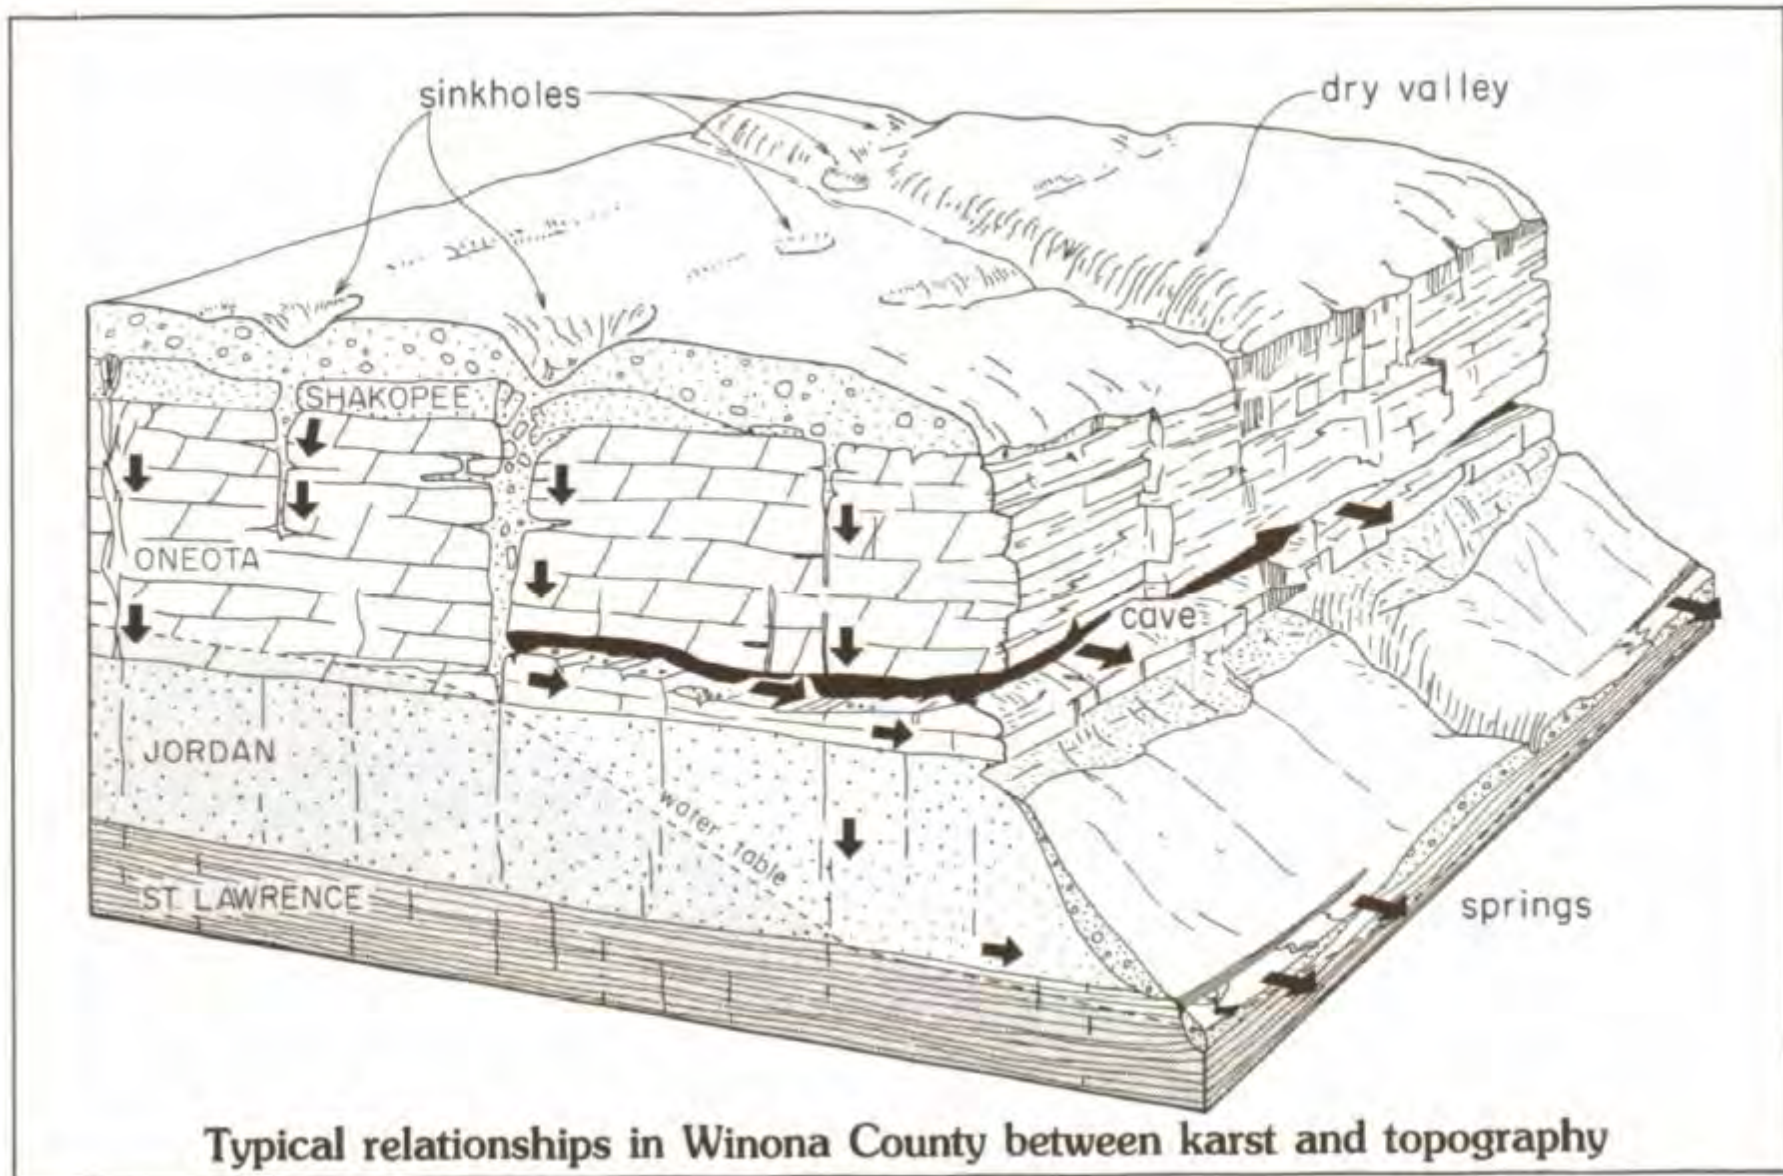 sinkholes
dry valley
SHAKOPEE
ONEOTA
cave
JORDAN
water table
ST. LAWRENCE
springs
Typical relationships in Winona County between karst and topography